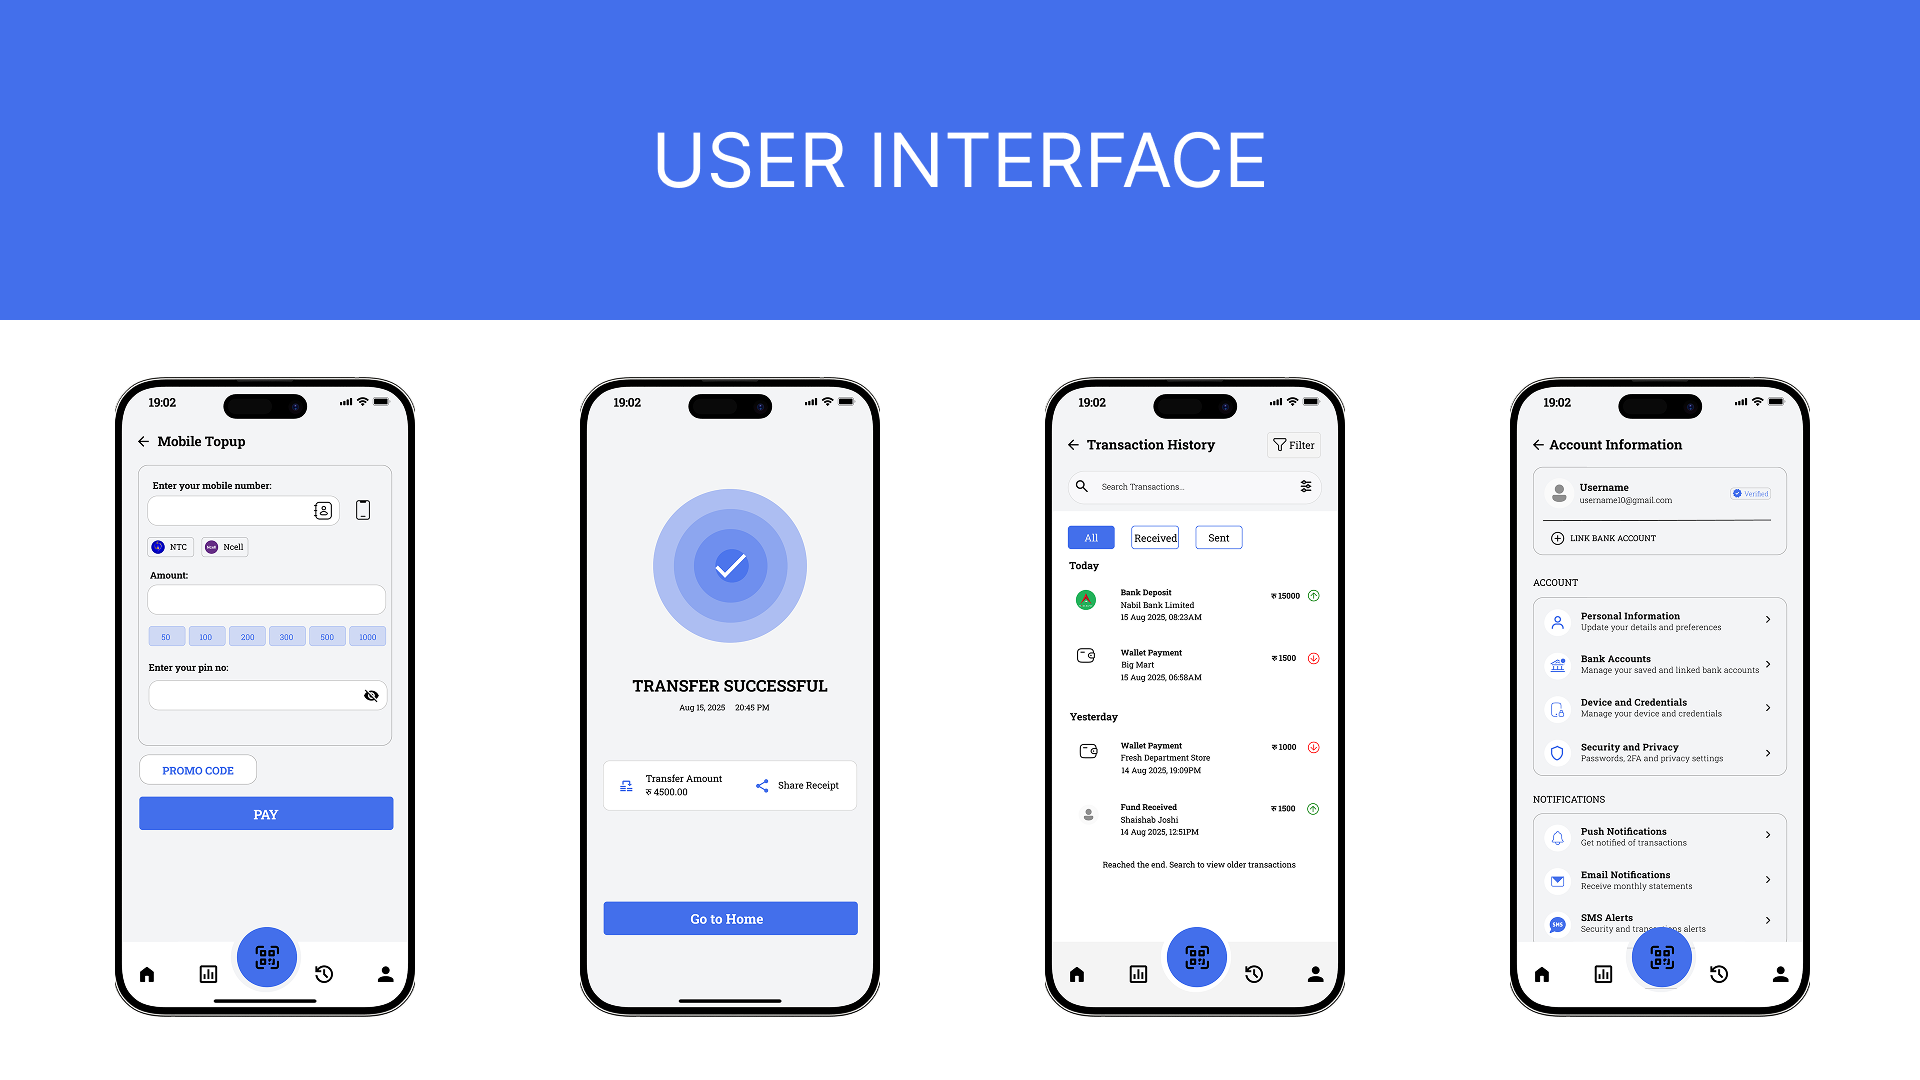 USER INTERFACE
19:02
Mobile Topup
Enter your mobile number:
NTC
Ncell
Amount:
50 100 200 300 500 1000
Enter your pin no:
PROMO CODE
PAY
19:02
TRANSFER SUCCESSFUL
Aug 15, 2025 20:45 PM
Transfer Amount
रु 4500.00
Share Receipt
Go to Home
19:02
Transaction History
Filter
Search Transactions...
All Received Sent
Today
Bank Deposit
Nabil Bank Limited
15 Aug 2025, 08:23AM
रु 15000
Wallet Payment
Big Mart
15 Aug 2025, 06:58AM
रु 1500
Yesterday
Wallet Payment
Fresh Department Store
14 Aug 2025, 19:09PM
रु 1000
Fund Received
Shaishab Joshi
14 Aug 2025, 12:51PM
रु 1500
Reached the end. Search to view older transactions
19:02
Account Information
Username
username10@gmail.com
Verified
LINK BANK ACCOUNT
ACCOUNT
Personal Information
Update your details and preferences
Bank Accounts
Manage your saved and linked bank accounts
Device and Credentials
Manage your device and credentials
Security and Privacy
Passwords, 2FA and privacy settings
NOTIFICATIONS
Push Notifications
Get notified of transactions
Email Notifications
Receive monthly statements
SMS
SMS Alerts
Security and transactions alerts